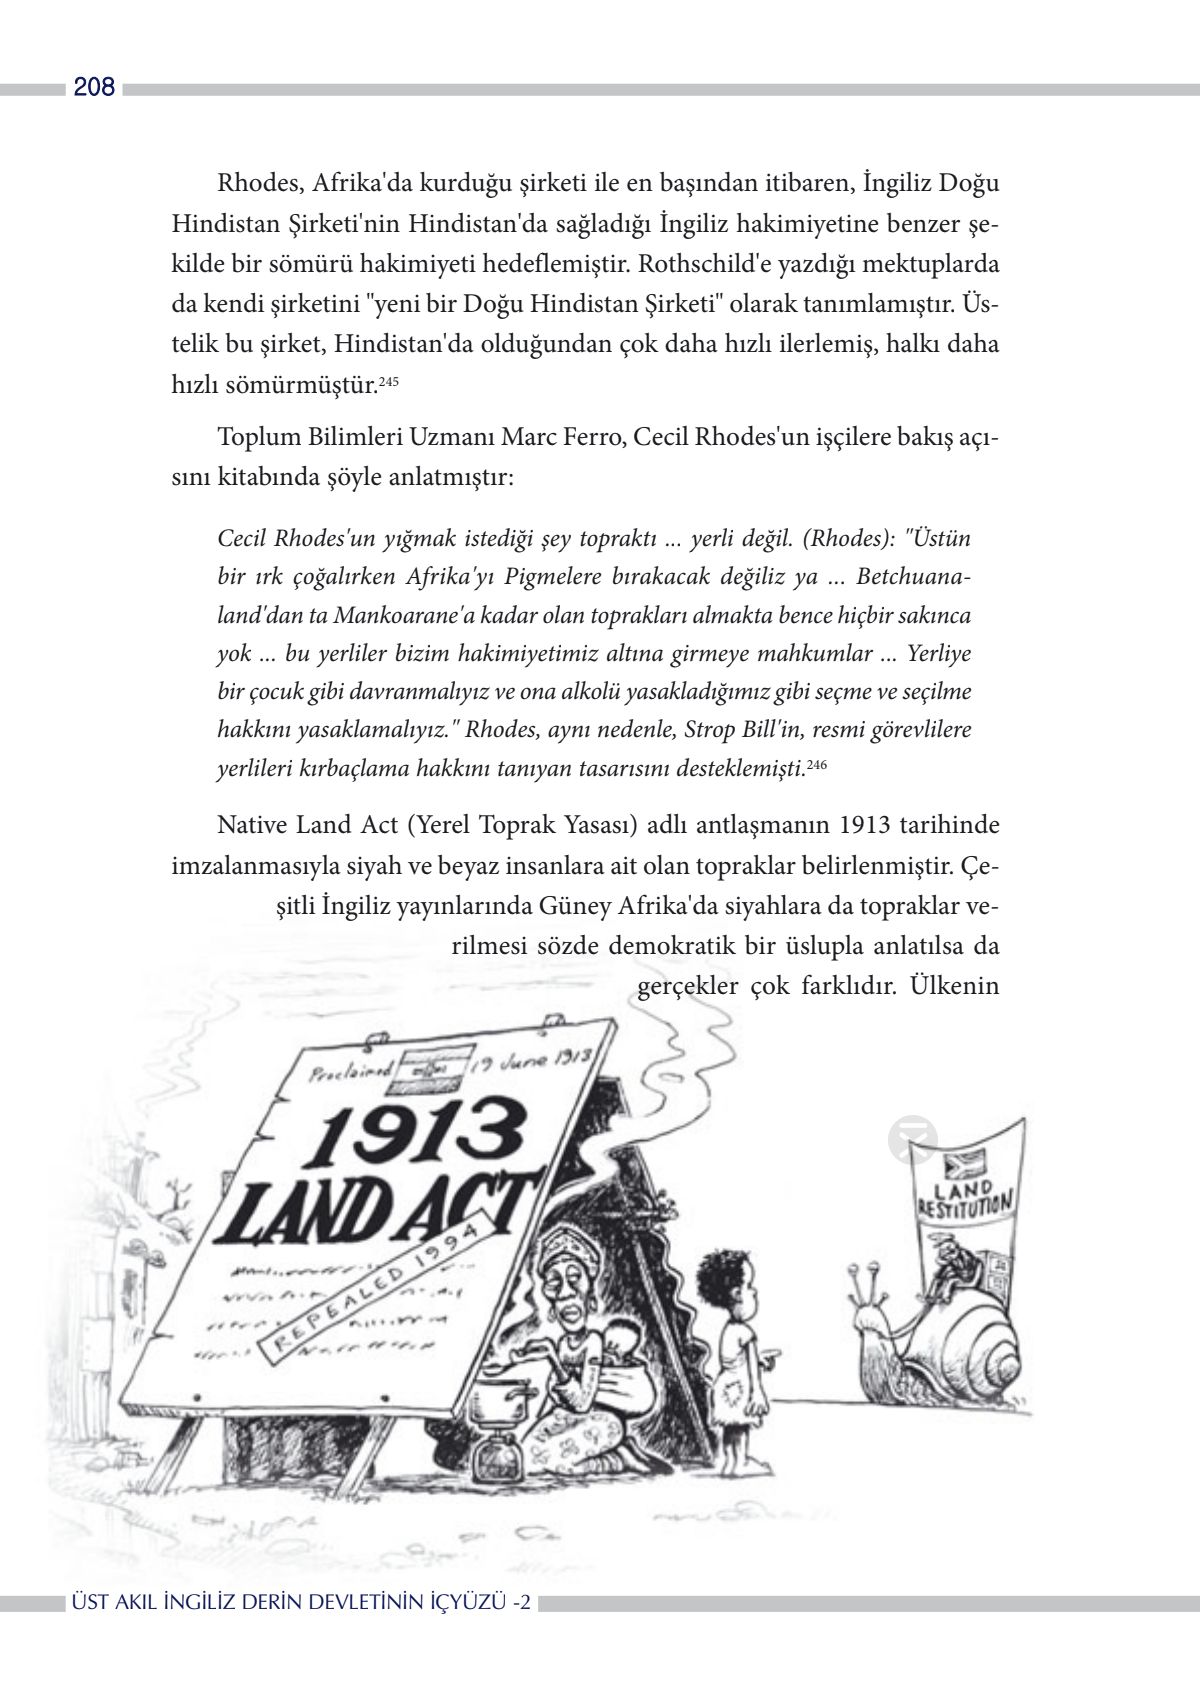 208
Rhodes, Afrika'da kurduğu şirketi ile en başından itibaren, İngiliz Doğu
Hindistan Şirketi'nin Hindistan'da sağladığı İngiliz hakimiyetine benzer şe-
kilde bir sömürü hakimiyeti hedeflemiştir. Rothschild'e yazdığı mektuplarda
da kendi şirketini "yeni bir Doğu Hindistan Şirketi" olarak tanımlamıştır. Üs-
telik bu şirket, Hindistan'da olduğundan çok daha hızlı ilerlemiş, halkı daha
hızlı sömürmüştür.245
Toplum Bilimleri Uzmanı Marc Ferro, Cecil Rhodes'un işçilere bakış açı-
sını kitabında şöyle anlatmıştır:
Cecil Rhodes'un yığmak istediği şey topraktı ... yerli değil. (Rhodes): "Üstün
bir ırk çoğalırken Afrika'yı Pigmelere bırakacak değiliz ya ... Betchuana-
land'dan ta Mankoarane'a kadar olan toprakları almakta bence hiçbir sakınca
yok ... bu yerliler bizim hakimiyetimiz altına girmeye mahkumlar ... Yerliye
bir çocuk gibi davranmalıyız ve ona alkolü yasakladığımız gibi seçme ve seçilme
hakkını yasaklamalıyız." Rhodes, aynı nedenle, Strop Bill'in, resmi görevlilere
yerlileri kırbaçlama hakkını tanıyan tasarısını desteklemişti.246
Native Land Act (Yerel Toprak Yasası) adlı antlaşmanın 1913 tarihinde
imzalanmasıyla siyah ve beyaz insanlara ait olan topraklar belirlenmiştir. Çe-
şitli İngiliz yayınlarında Güney Afrika'da siyahlara da topraklar ve-
rilmesi sözde demokratik bir üslupla anlatılsa da
gerçekler çok farklıdır. Ülkenin
Proclaimed 19 June 1913
1913
LAND ACT
REPEALED 1994
LAND
RESTITUTION
ÜST AKIL İNGİLİZ DERİN DEVLETİNİN İÇYÜZÜ -2